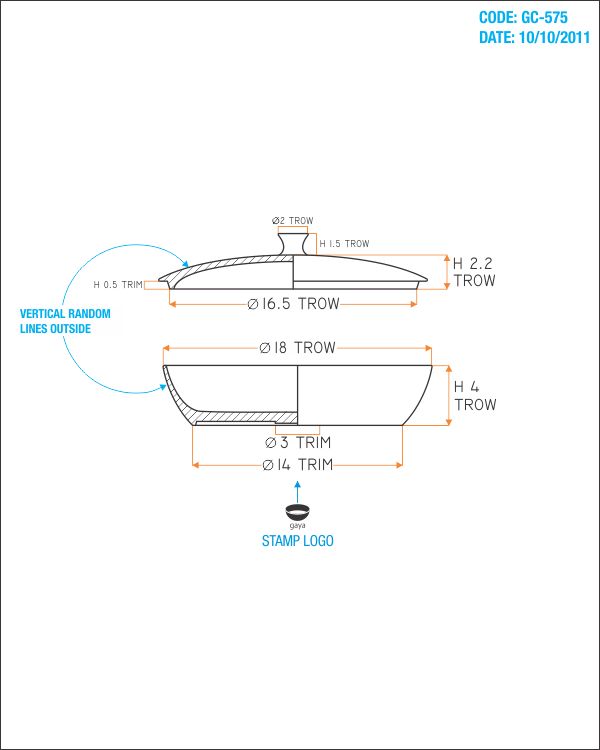 CODE: GC-575
DATE: 10/10/2011
Ø2 TROW
H 1.5 TROW
H 2.2
TROW
H 0.5 TRIM
Ø 16.5 TROW
VERTICAL RANDOM
LINES OUTSIDE
Ø 18 TROW
H 4
TROW
Ø 3 TRIM
Ø 14 TRIM
gaya
STAMP LOGO